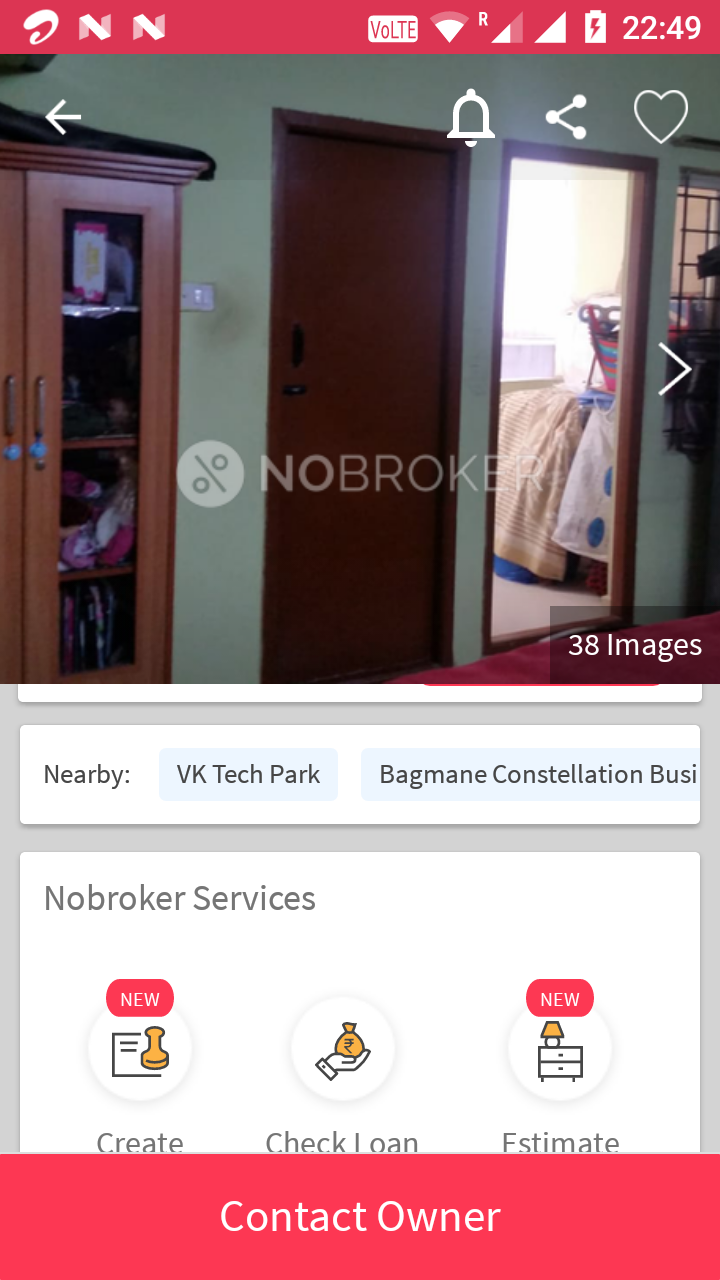 VoLTE R 22:49
NOBROKER
38 Images
Nearby: VK Tech Park Bagmane Constellation Busi
Nobroker Services
NEW NEW
Create Check Loan Estimate
Contact Owner